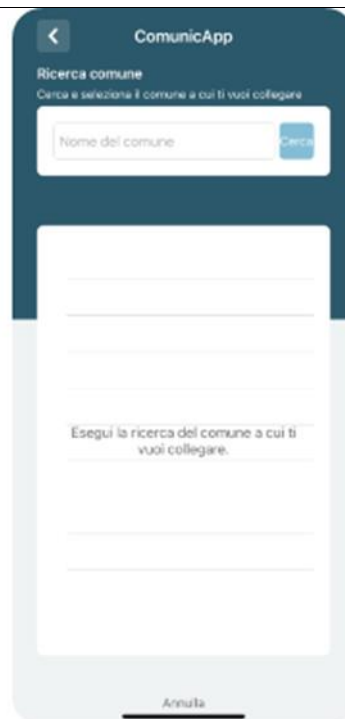 ComunicApp
Ricerca comune
Cerca e seleziona il comune a cui ti vuoi collegare
Nome del comune
Cerca
Esegui la ricerca del comune a cui ti
vuoi collegare.
Annulla